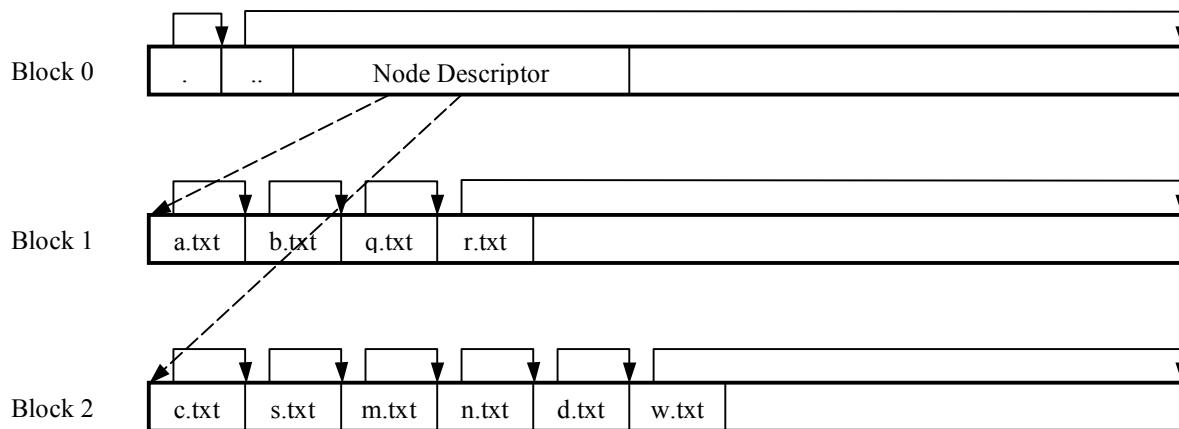 Block 0 . .. Node Descriptor
Block 1 a.txt b.txt q.txt r.txt
Block 2 c.txt s.txt m.txt n.txt d.txt w.txt